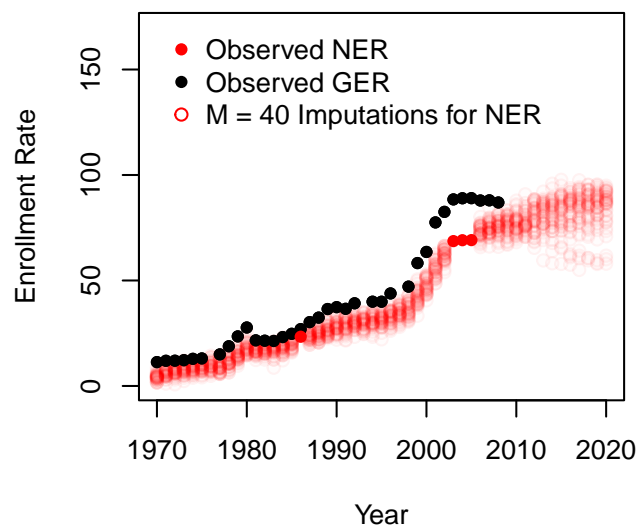 Observed NER
Observed GER
M = 40 Imputations for NER
Enrollment Rate
150
100
50
0
1970 1980 1990 2000 2010 2020
Year